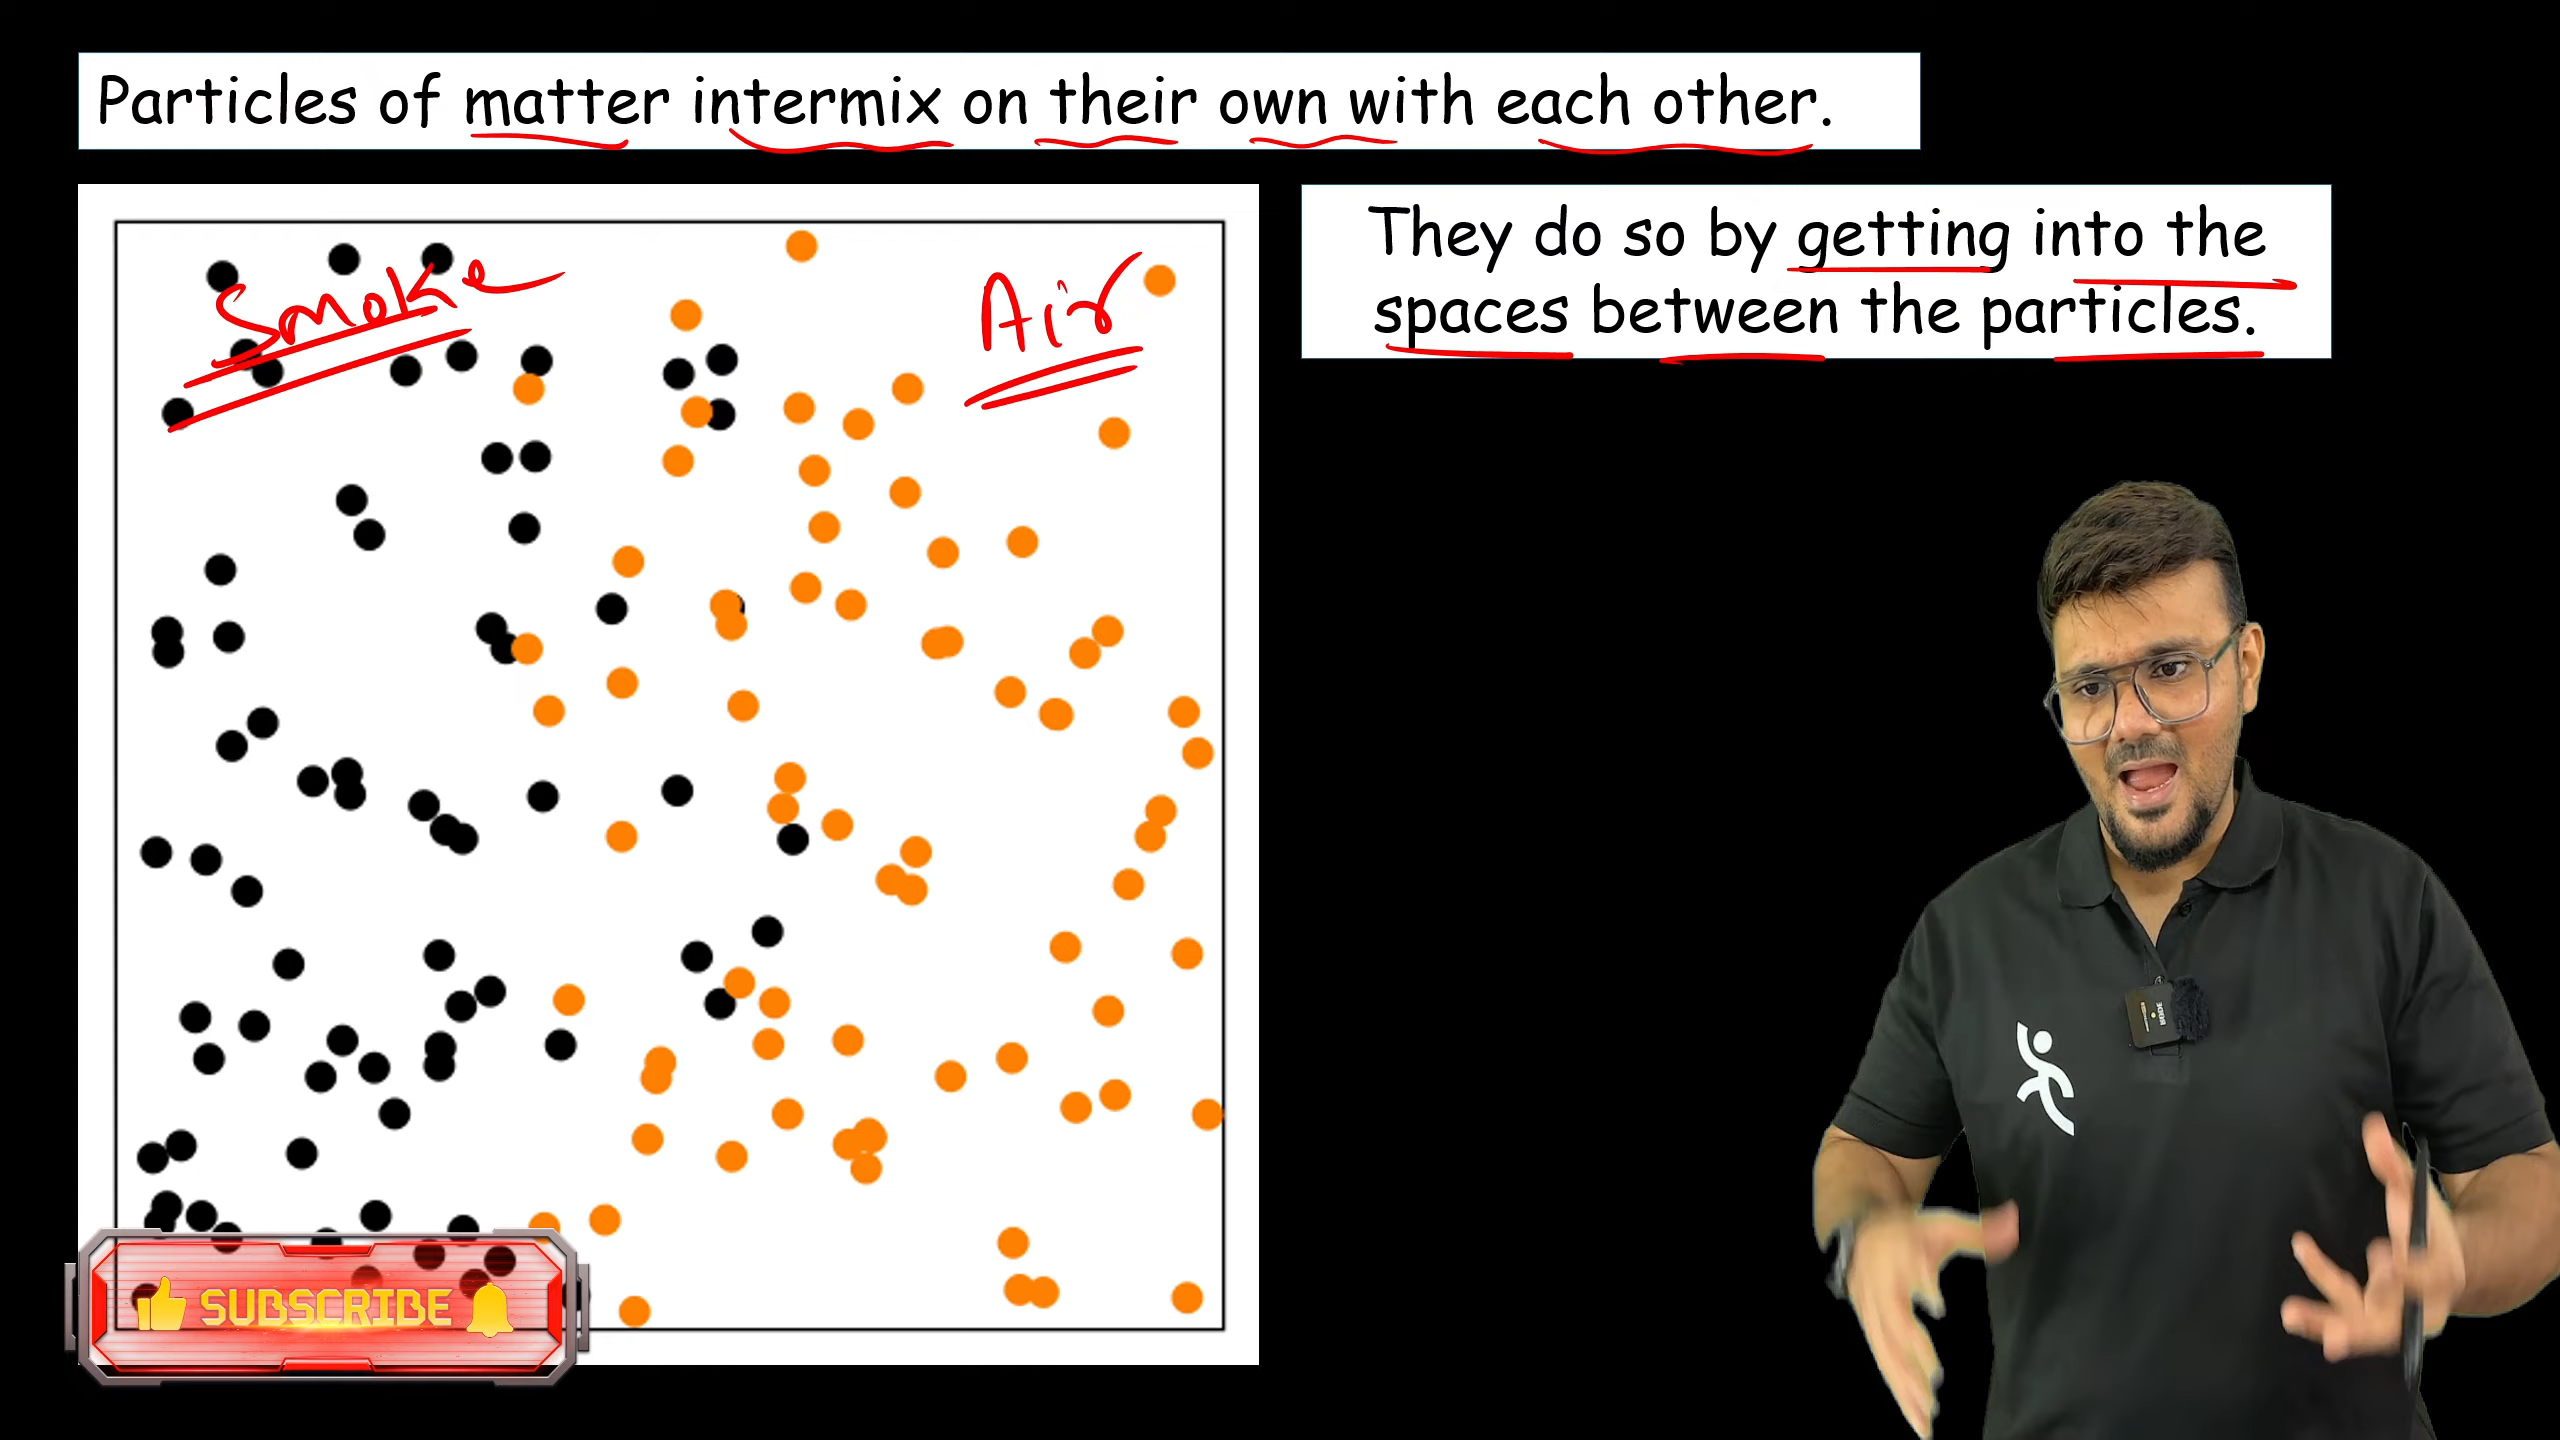 Particles of matter intermix on their own with each other.
Smoke
Air
They do so by getting into the
spaces between the particles.
SUBSCRIBE